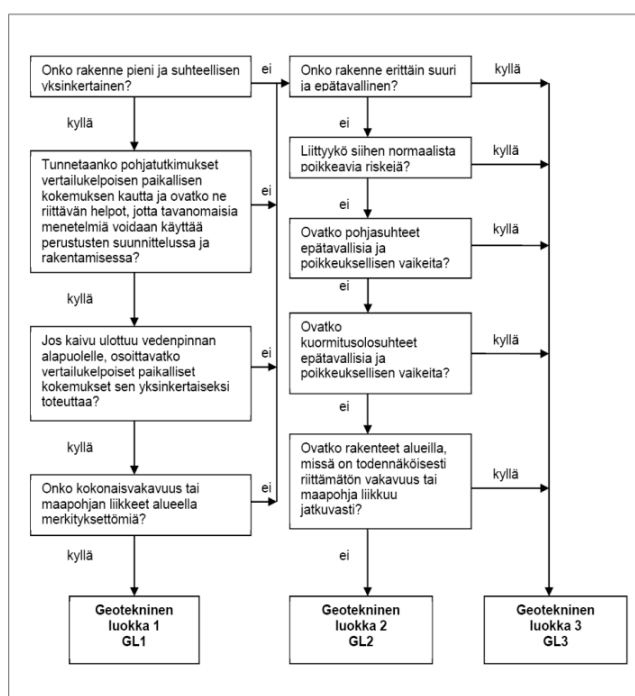 Onko rakenne pieni ja suhteellisen
yksinkertainen?
ei
kyllä
Tunnetaanko pohjatutkimukset
vertailukelpoisen paikallisen
kokemuksen kautta ja ovatko ne
riittävän helpot, jotta tavanomaisia
menetelmiä voidaan käyttää
perustusten suunnittelussa ja
rakentamisessa?
ei
kyllä
Jos kaivu ulottuu vedenpinnan
alapuolelle, osoittavatko
vertailukelpoiset paikalliset
kokemukset sen yksinkertaiseksi
toteuttaa?
ei
kyllä
Onko kokonaisvakavuus tai
maapohjan liikkeet alueella
merkityksettömiä?
ei
kyllä
Geotekninen
luokka 1
GL1
Onko rakenne erittäin suuri
ja epätavallinen?
kyllä
ei
Liittyykö siihen normaalista
poikkeavia riskejä?
kyllä
ei
Ovatko pohjasuhteet
epätavallisia ja
poikkeuksellisen vaikeita?
kyllä
ei
Ovatko
kuormitusolosuhteet
epätavallisia ja
poikkeuksellisen vaikeita?
kyllä
ei
Ovatko rakenteet alueilla,
missä on todennäköisesti
riittämätön vakavuus tai
maapohja liikkuu
jatkuvasti?
kyllä
ei
Geotekninen
luokka 2
GL2
Geotekninen
luokka 3
GL3